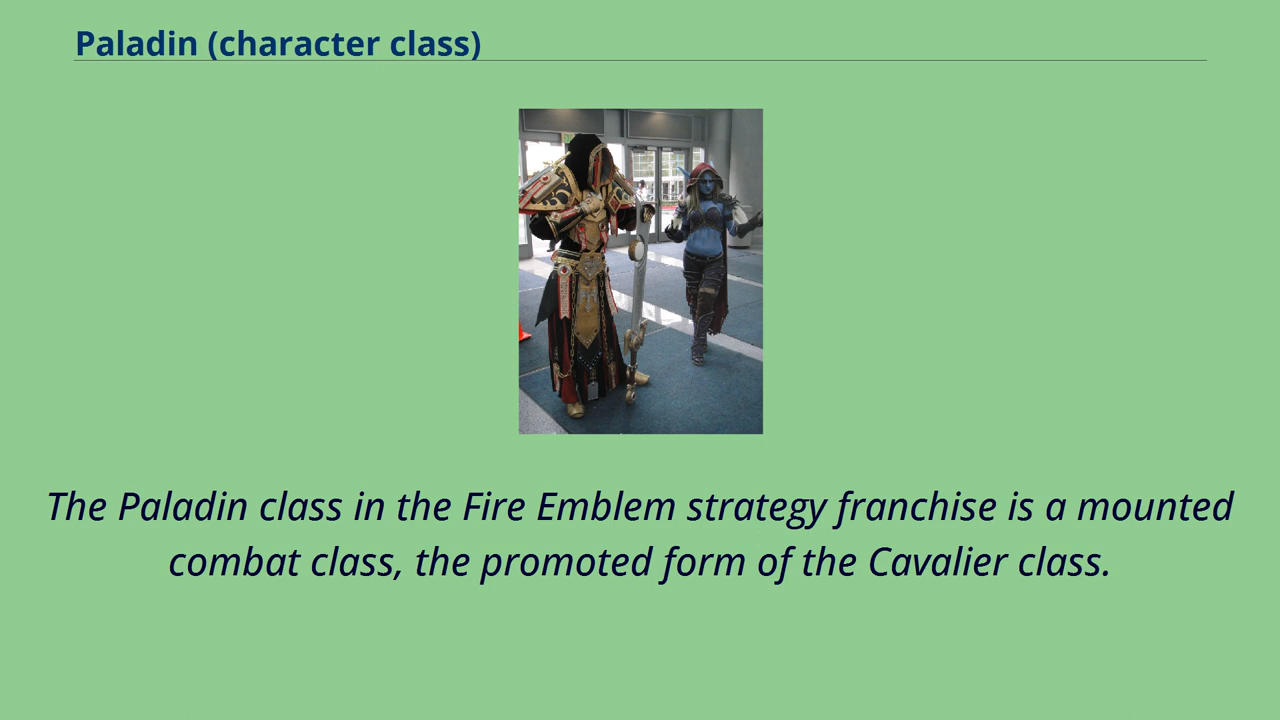 Paladin (character class)
The Paladin class in the Fire Emblem strategy franchise is a mounted
combat class, the promoted form of the Cavalier class.